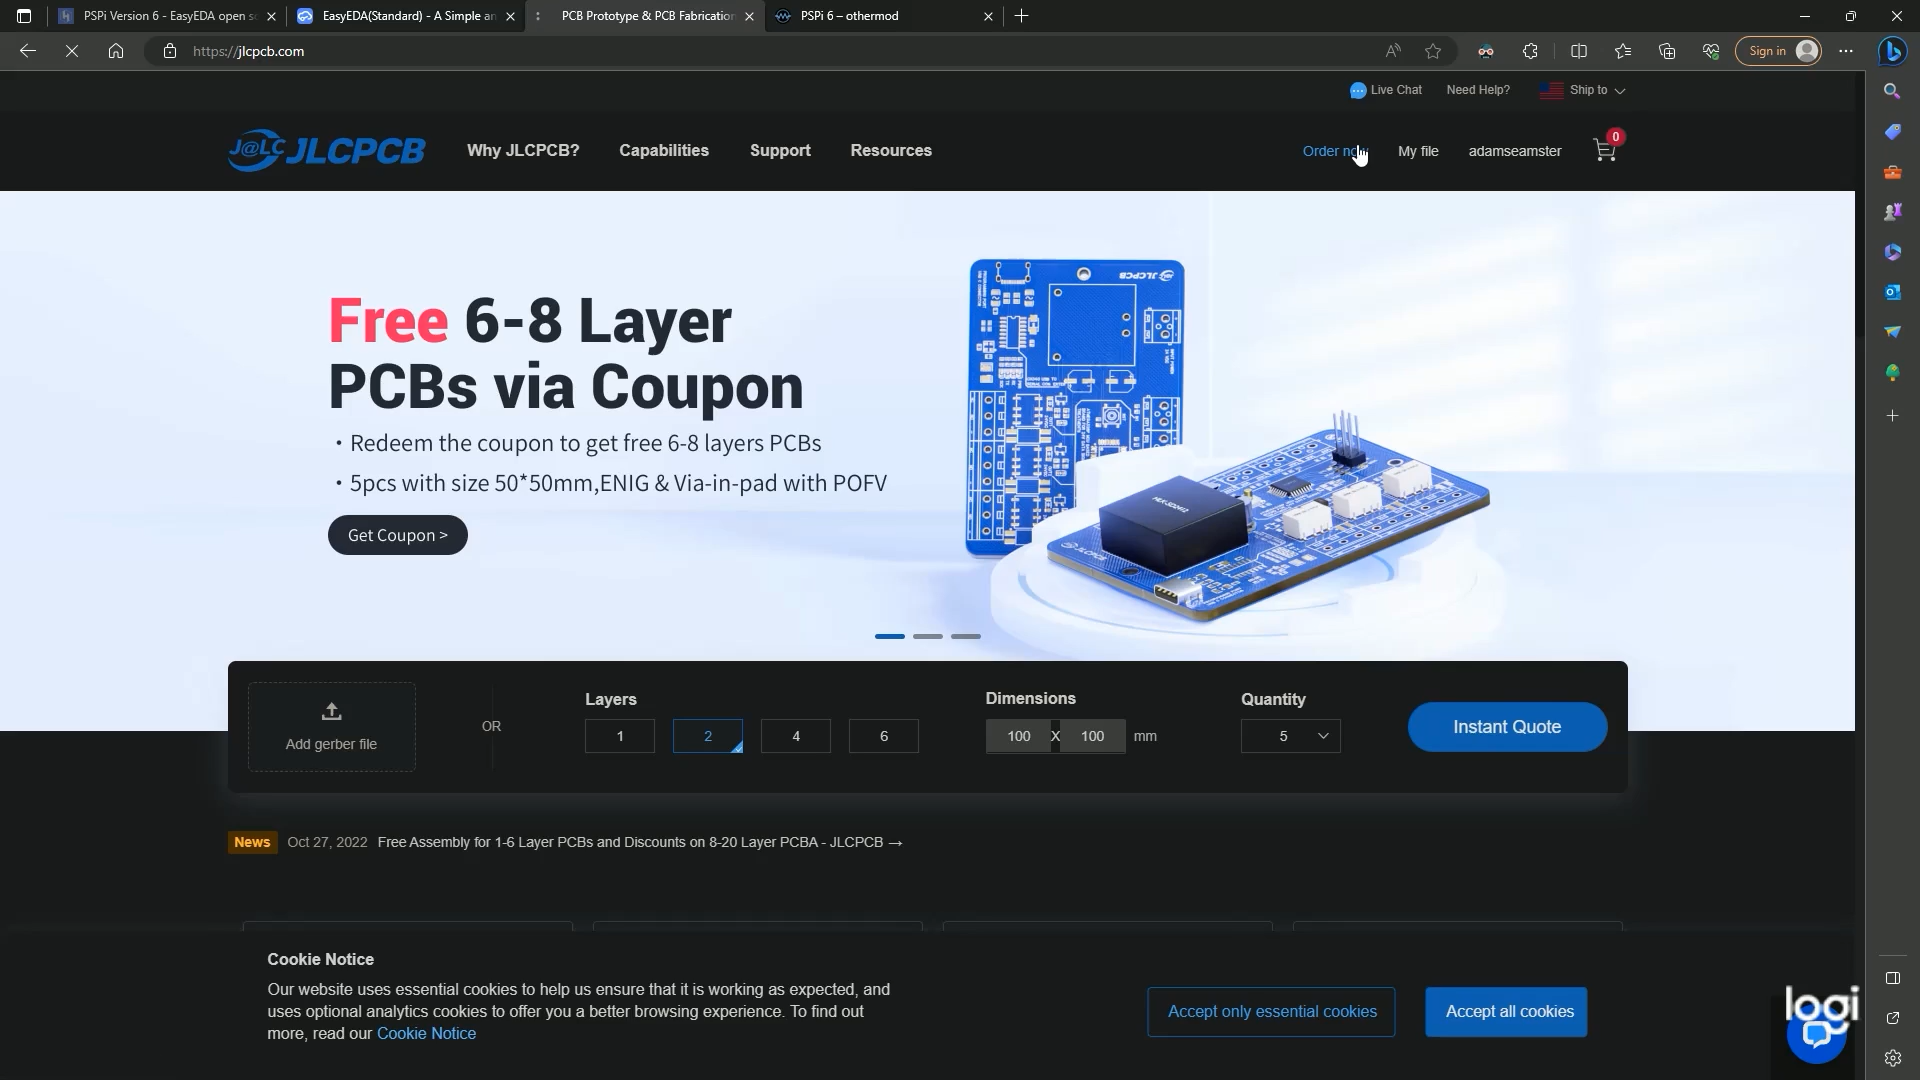 PSPi Version 6 - EasyEDA open so
EasyEDA(Standard) - A Simple an
PCB Prototype & PCB Fabrication
PSPi 6 – othermod
https://jlcpcb.com
Sign in
Live Chat
Need Help?
Ship to
J@LC JLCPCB
Why JLCPCB?
Capabilities
Support
Resources
Order now
My file
adamseamster
0
Free 6-8 Layer
PCBs via Coupon
• Redeem the coupon to get free 6-8 layers PCBs
• 5pcs with size 50*50mm,ENIG & Via-in-pad with POFV
Get Coupon >
JLCPCB
JLCPCB
Add gerber file
OR
Layers
1
2
4
6
Dimensions
100 X 100 mm
Quantity
5
Instant Quote
News Oct 27, 2022 Free Assembly for 1-6 Layer PCBs and Discounts on 8-20 Layer PCBA - JLCPCB →
Cookie Notice
Our website uses essential cookies to help us ensure that it is working as expected, and
uses optional analytics cookies to offer you a better browsing experience. To find out
more, read our Cookie Notice
Accept only essential cookies
Accept all cookies
logi